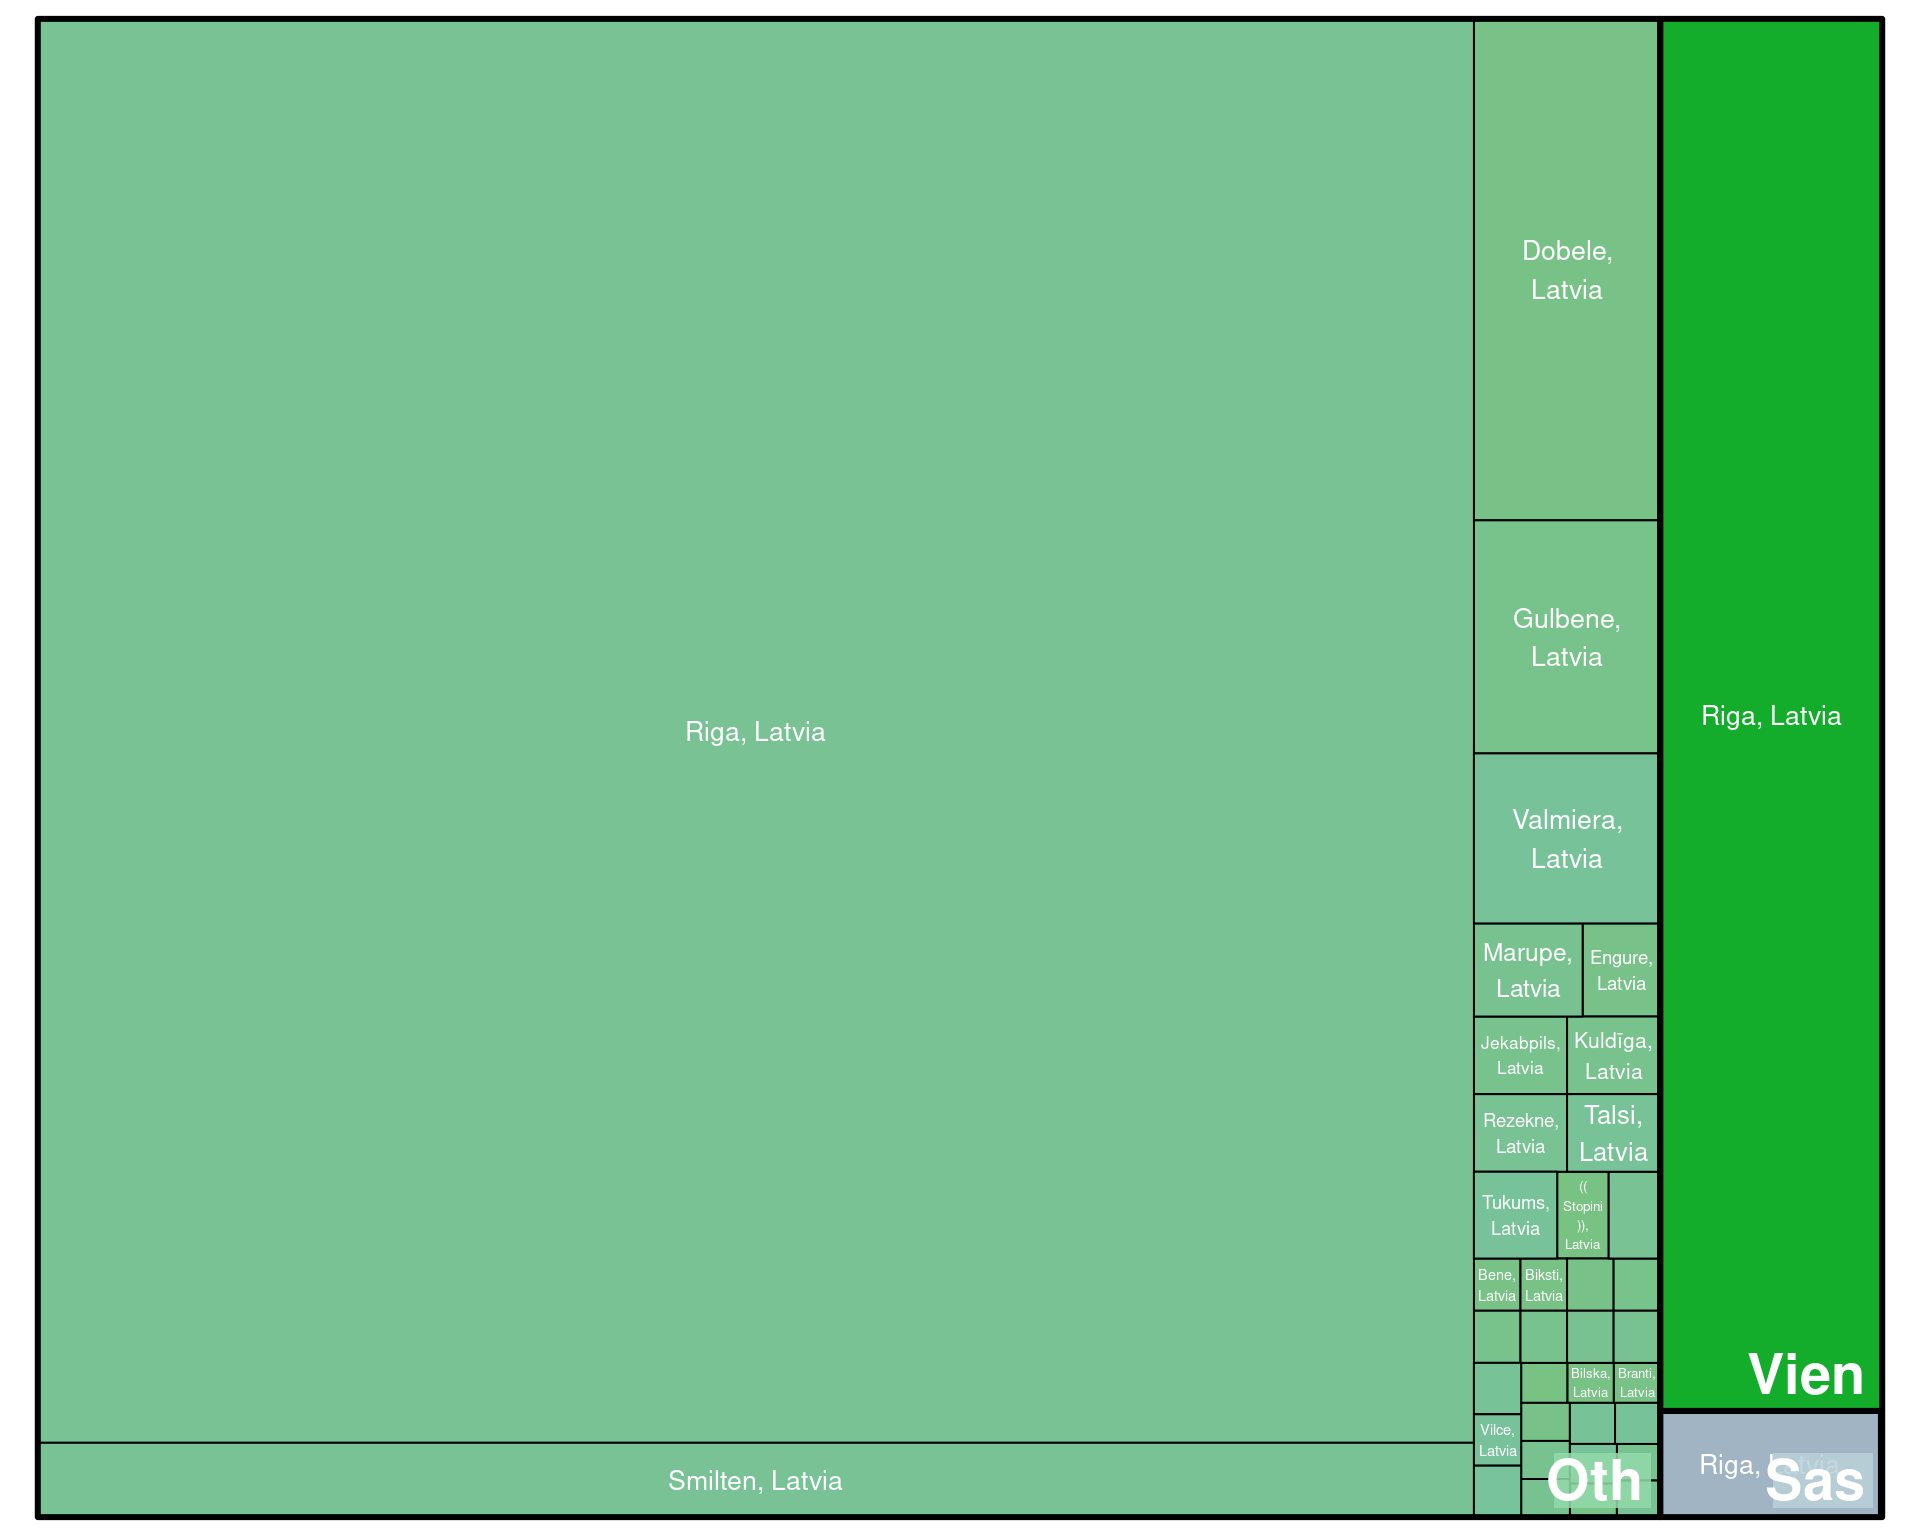 Riga, Latvia
Smilten, Latvia
Dobele,
Latvia
Gulbene,
Latvia
Valmiera,
Latvia
Marupe,
Latvia
Engure,
Latvia
Jekabpils,
Latvia
Kuldīga,
Latvia
Rezekne,
Latvia
Talsi,
Latvia
Tukums,
Latvia
((
Stopini
)),
Latvia
Bene,
Latvia
Biksti,
Latvia
Bilska,
Latvia
Branti,
Latvia
Vilce,
Latvia
Oth
Riga, Latvia
Vien
Riga, Latvia
Sas